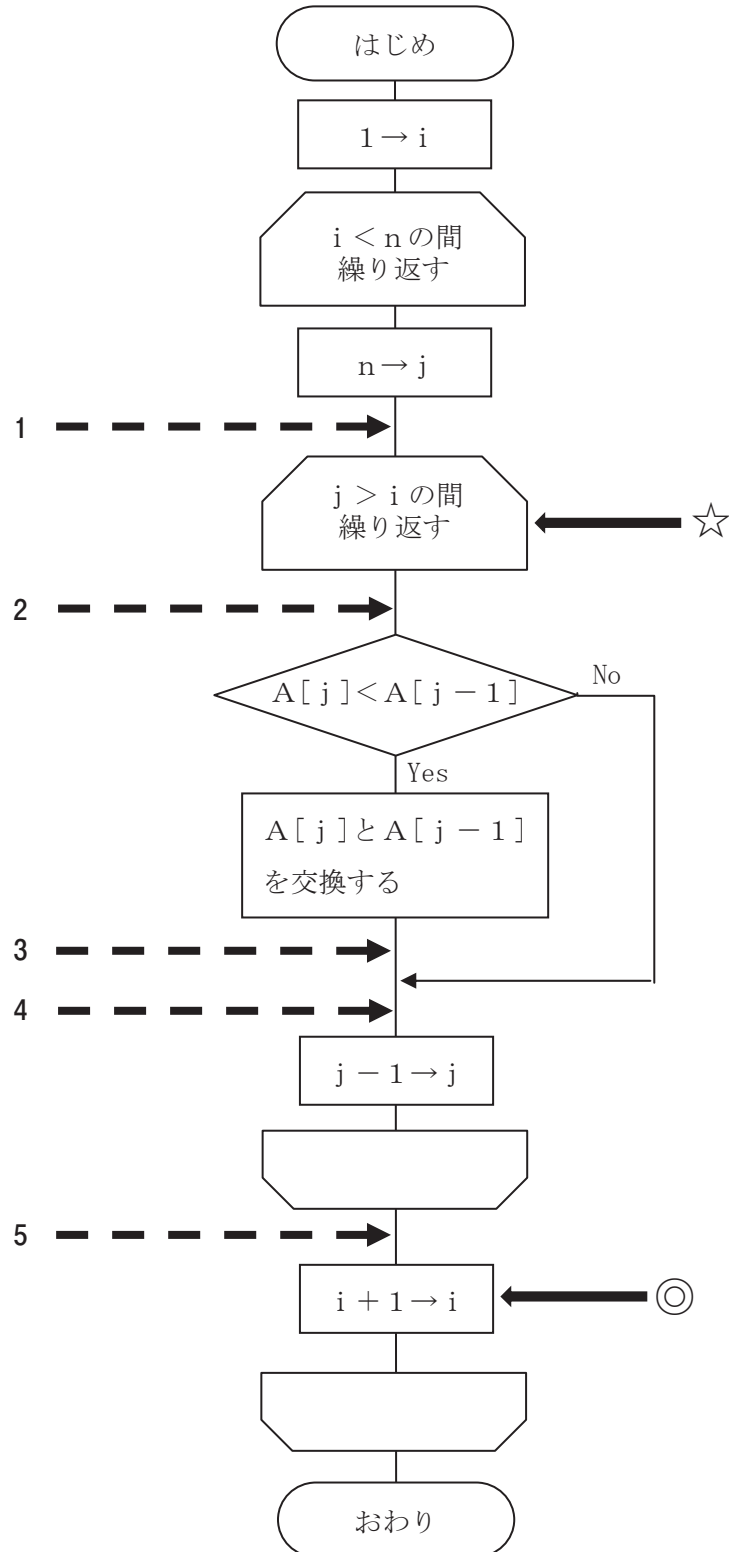 はじめ
１→ｉ
ｉ＜ｎの間
繰り返す
ｎ→ｊ
1
ｊ＞ｉの間
繰り返す
☆
2
Ａ[ｊ]＜Ａ[ｊ－１]
No
Yes
Ａ[ｊ]とＡ[ｊ－１]
を交換する
3
4
ｊ－１→ｊ
5
ｉ＋１→ｉ
◎
おわり